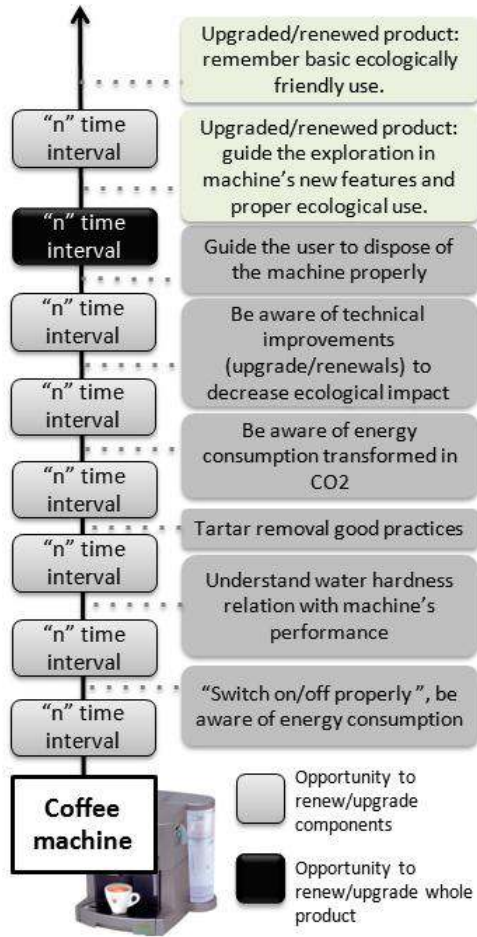 Upgraded/renewed product:
remember basic ecologically
friendly use.
“n” time
interval
Upgraded/renewed product:
guide the exploration in
machine’s new features and
proper ecological use.
“n” time
interval
Guide the user to dispose of
the machine properly
“n” time
interval
Be aware of technical
improvements
(upgrade/renewals) to
decrease ecological impact
“n” time
interval
Be aware of energy
consumption transformed in
CO2
“n” time
interval
Tartar removal good practices
“n” time
interval
Understand water hardness
relation with machine’s
performance
“n” time
interval
“Switch on/off properly”, be
aware of energy consumption
“n” time
interval
Coffee
machine
Opportunity to
renew/upgrade
components
Opportunity to
renew/upgrade whole
product